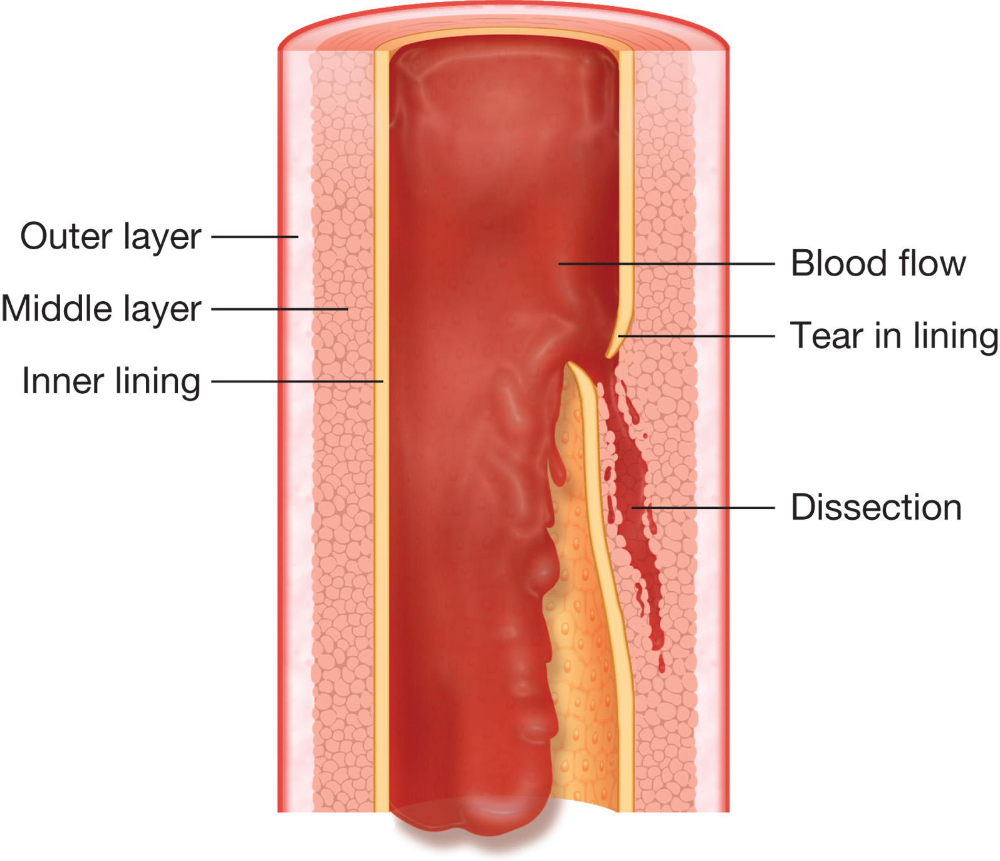 Outer layer
Middle layer
Inner lining
Blood flow
Tear in lining
Dissection